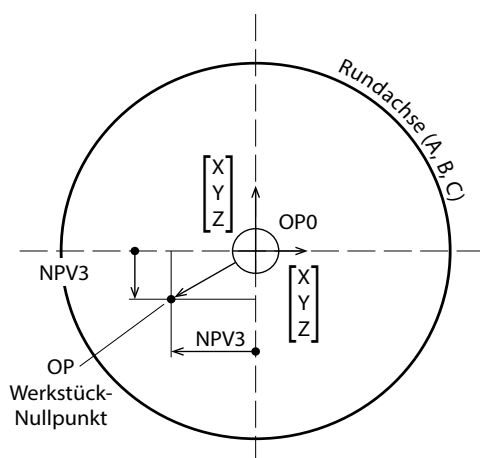 Rundachse (A, B, C)
X
Y
Z
OP0
NPV3
X
Y
Z
NPV3
OP
Werkstück-
Nullpunkt